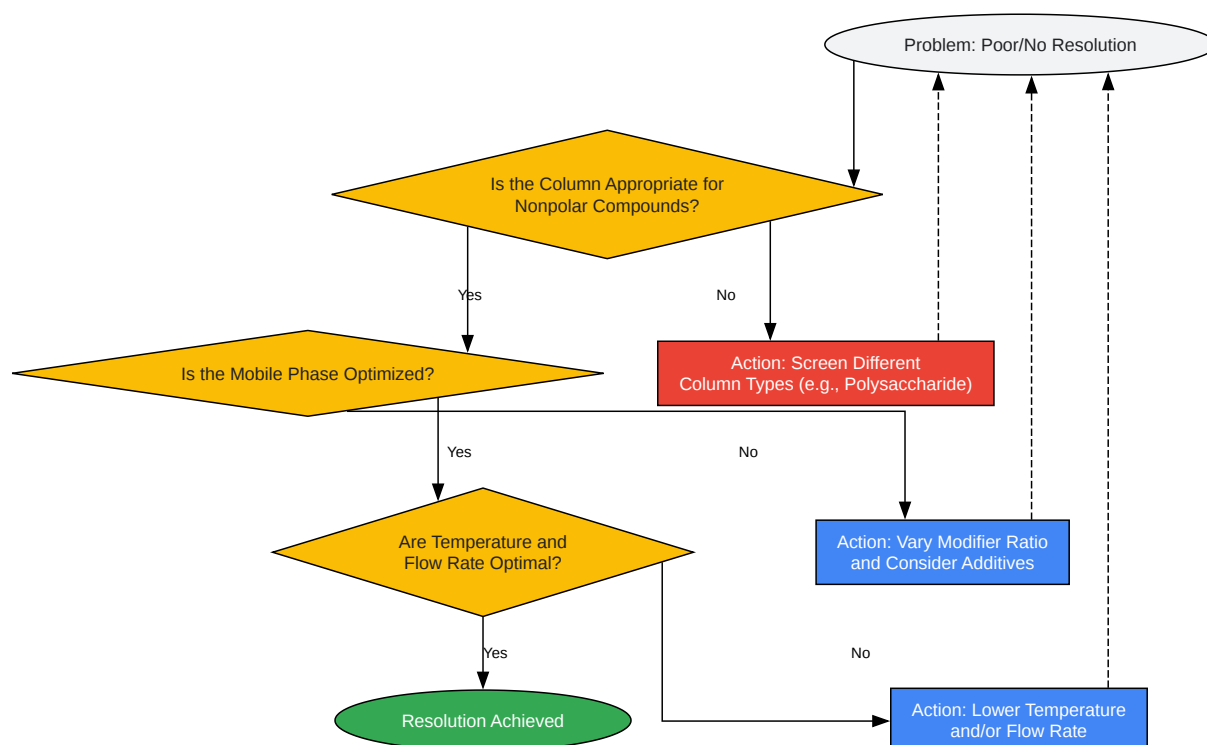 Problem: Poor/No Resolution
Is the Column Appropriate for
Nonpolar Compounds?
Yes
No
Action: Screen Different
Column Types (e.g., Polysaccharide)
Is the Mobile Phase Optimized?
Yes
No
Action: Vary Modifier Ratio
and Consider Additives
Are Temperature and
Flow Rate Optimal?
Yes
No
Resolution Achieved
Action: Lower Temperature
and/or Flow Rate